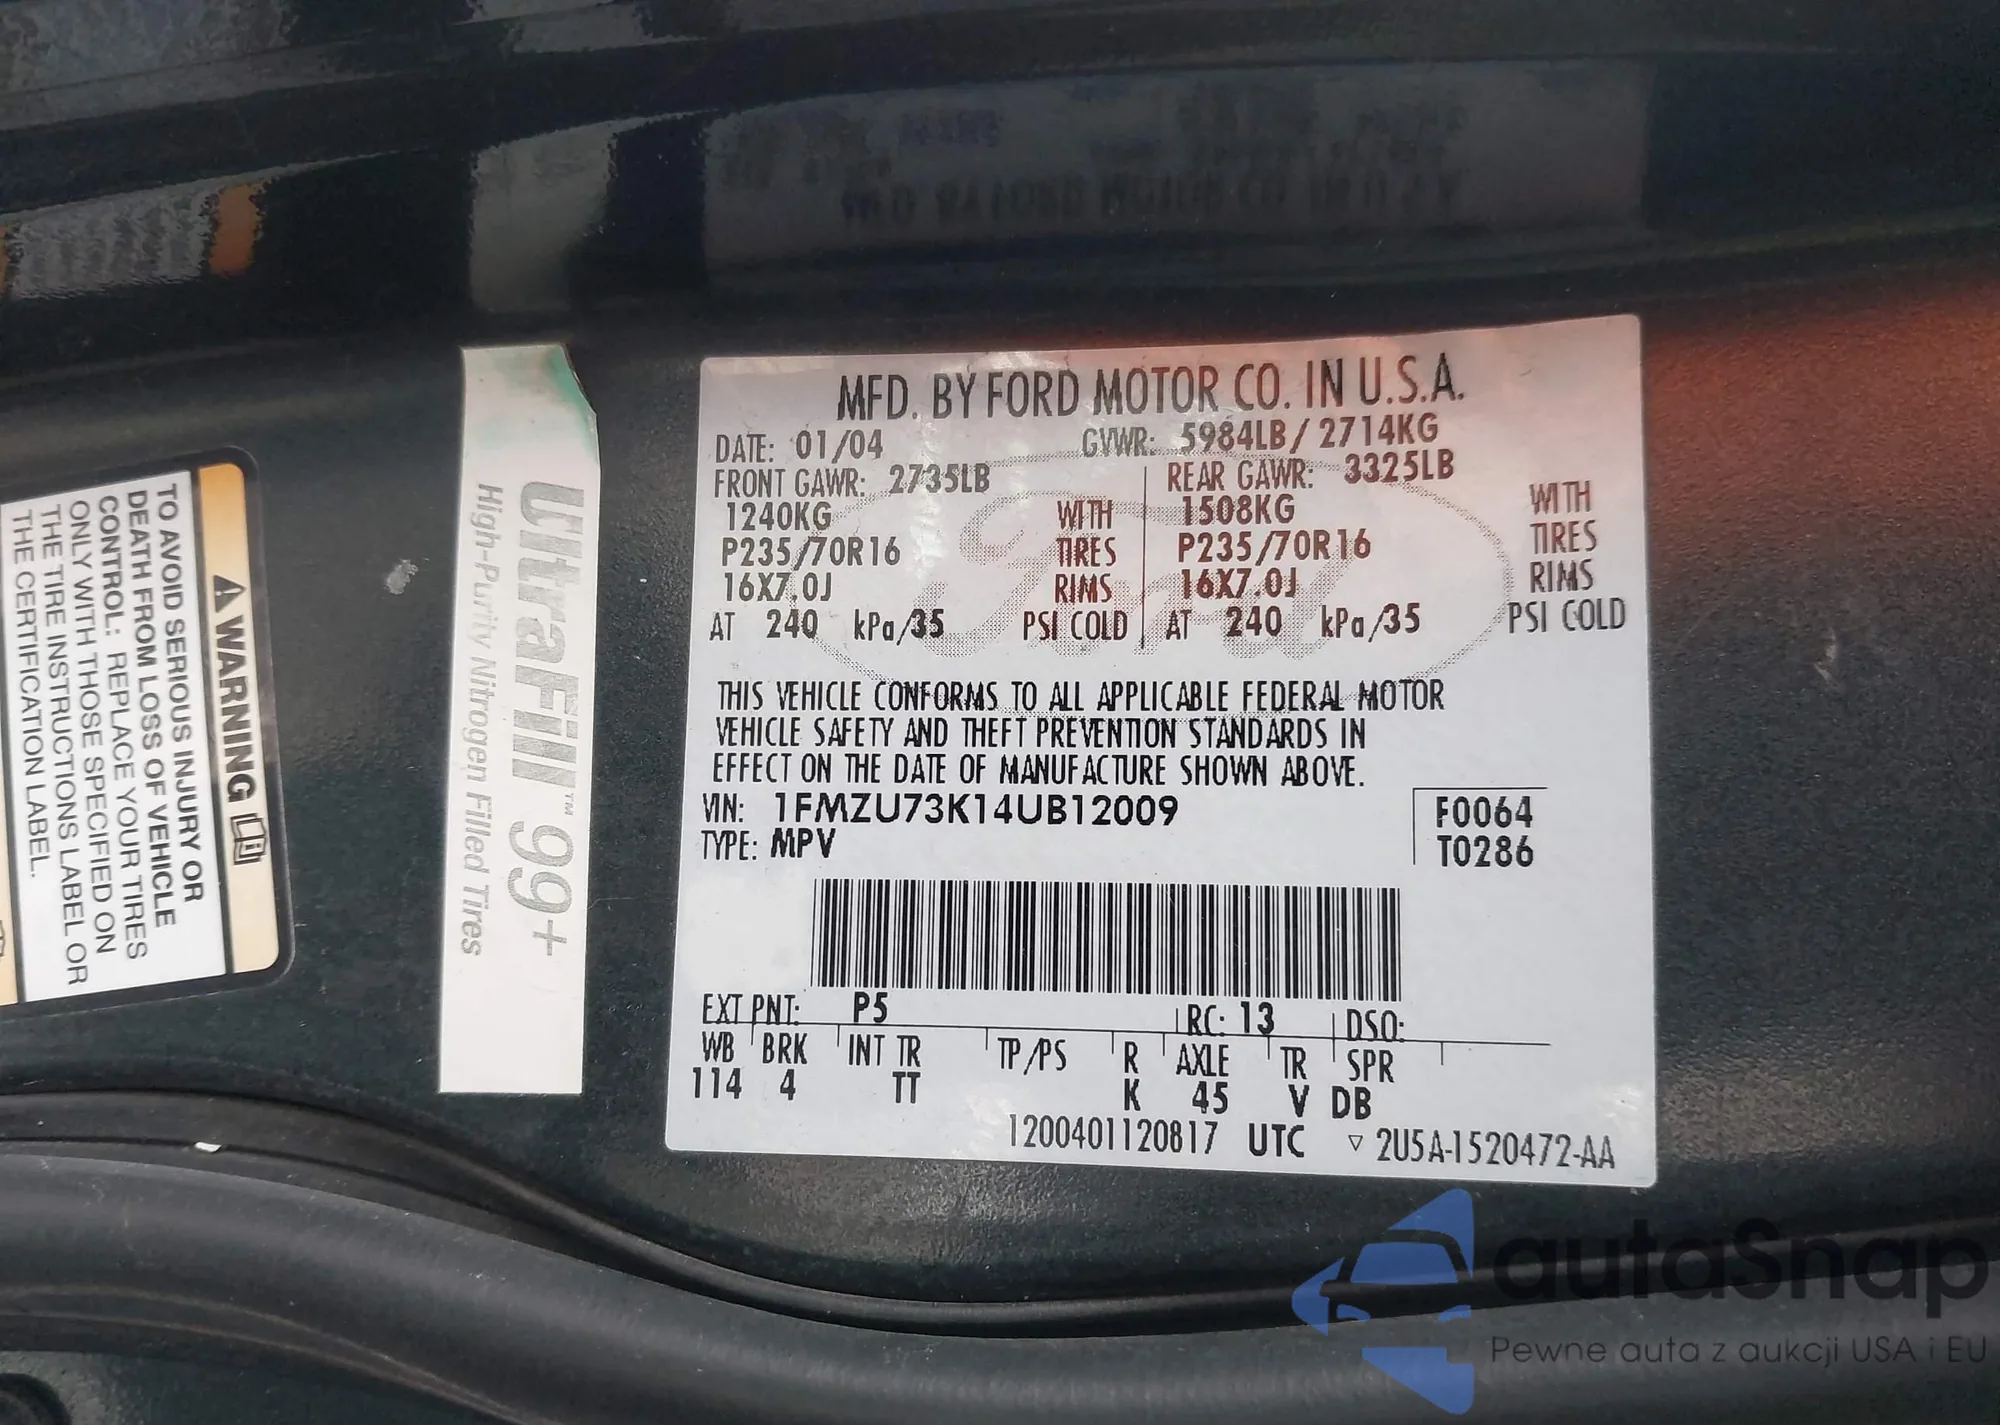 MFD. BY FORD MOTOR CO. IN U.S.A.
DATE: 01/04 GVWR: 5984LB/2714KG
FRONT GAWR: 2735LB REAR GAWR: 3325LB
1240KG WITH 1508KG WITH
P235/70R16 TIRES P235/70R16 TIRES
16X7.0J RIMS 16X7.0J RIMS
AT 240 kPa/35 PSI COLD AT 240 kPa/35 PSI COLD
THIS VEHICLE CONFORMS TO ALL APPLICABLE FEDERAL MOTOR
VEHICLE SAFETY AND THEFT PREVENTION STANDARDS IN
EFFECT ON THE DATE OF MANUFACTURE SHOWN ABOVE.
VIN: 1FMZU73K14UB12009 F0064
TYPE: MPV T0286
EXT PNT: P5 RC: 13 DSO:
WB BRK INT TR TP/PS R AXLE TR SPR
114 4 TT K 45 V DB
1200401120817 UTC ▽ 2U5A-1520472-AA
Ford
UltraFill™ 99+
High-Purity Nitrogen Filled Tires
⚠ WARNING
TO AVOID SERIOUS INJURY OR
DEATH FROM LOSS OF VEHICLE
CONTROL: REPLACE YOUR TIRES
ONLY WITH THOSE SPECIFIED ON
THE TIRE INSTRUCTIONS LABEL OR
THE CERTIFICATION LABEL.
autaSnap
Pewne auta z aukcji USA i EU